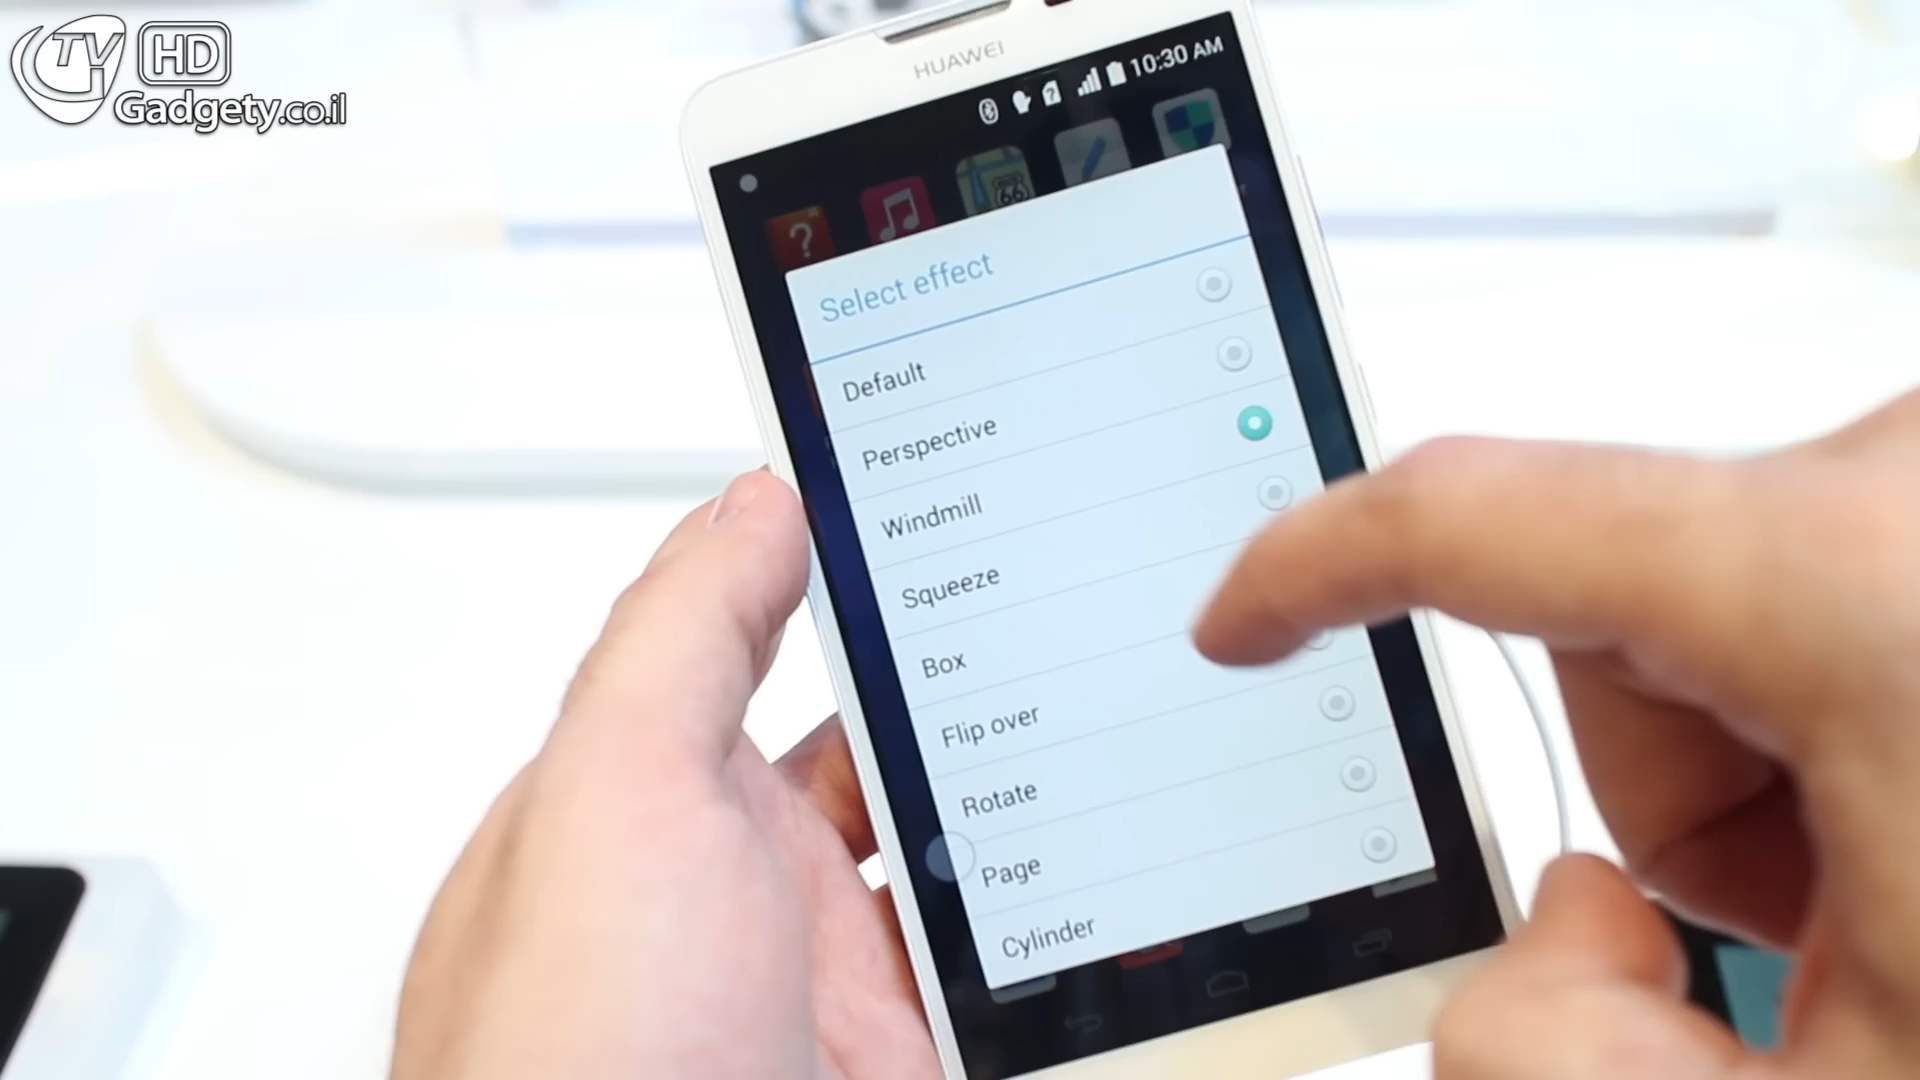 TV HD
Gadgety.co.il
HUAWEI
10:30 AM
66
Select effect
Default
Perspective
Windmill
Squeeze
Box
Flip over
Rotate
Page
Cylinder